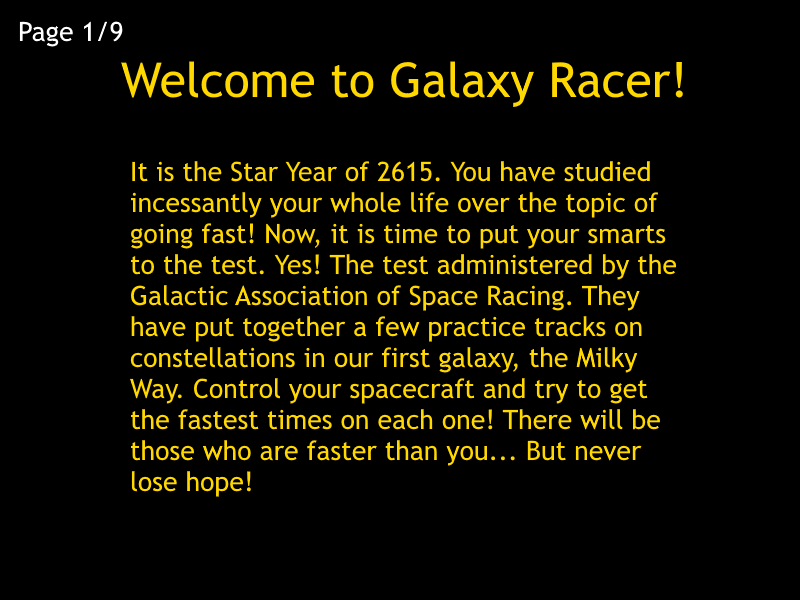 Page 1/9
Welcome to Galaxy Racer!
It is the Star Year of 2615. You have studied
incessantly your whole life over the topic of
going fast! Now, it is time to put your smarts
to the test. Yes! The test administered by the
Galactic Association of Space Racing. They
have put together a few practice tracks on
constellations in our first galaxy, the Milky
Way. Control your spacecraft and try to get
the fastest times on each one! There will be
those who are faster than you... But never
lose hope!